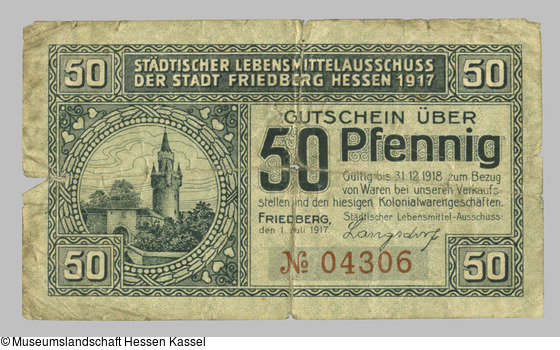 50
STÄDTISCHER LEBENSMITTELAUSSCHUSS
DER STADT FRIEDBERG HESSEN 1917
50
GUTSCHEIN ÜBER
50 Pfennig
Gültig bis 31.12.1918 zum Bezug
von Waren bei unseren Verkaufs-
stellen und den hiesigen Kolonialwarengeschäften.
FRIEDBERG, Städtischer Lebensmittel-Ausschuss:
den 1. Juli 1917. Langsdorf
50
№ 04306
50
© Museumslandschaft Hessen Kassel